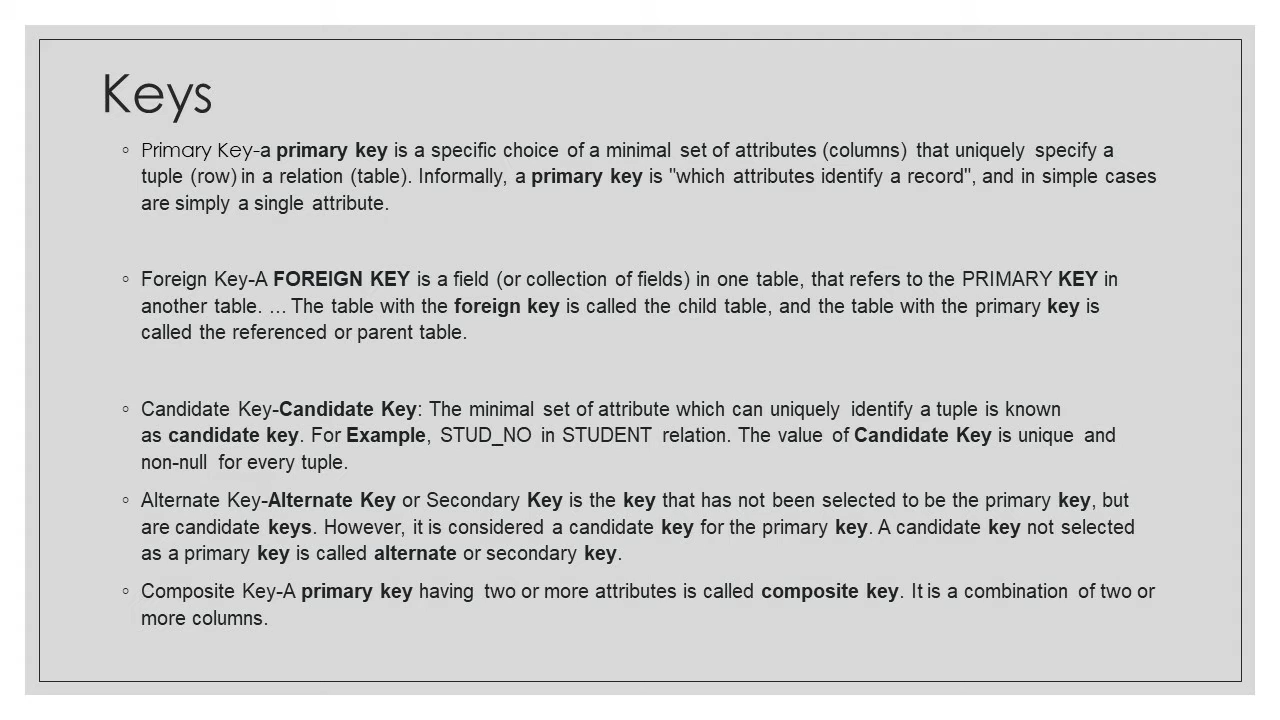 Keys
◦ Primary Key-a primary key is a specific choice of a minimal set of attributes (columns) that uniquely specify a
tuple (row) in a relation (table). Informally, a primary key is "which attributes identify a record", and in simple cases
are simply a single attribute.
◦ Foreign Key-A FOREIGN KEY is a field (or collection of fields) in one table, that refers to the PRIMARY KEY in
another table. ... The table with the foreign key is called the child table, and the table with the primary key is
called the referenced or parent table.
◦ Candidate Key-Candidate Key: The minimal set of attribute which can uniquely identify a tuple is known
as candidate key. For Example, STUD_NO in STUDENT relation. The value of Candidate Key is unique and
non-null for every tuple.
◦ Alternate Key-Alternate Key or Secondary Key is the key that has not been selected to be the primary key, but
are candidate keys. However, it is considered a candidate key for the primary key. A candidate key not selected
as a primary key is called alternate or secondary key.
◦ Composite Key-A primary key having two or more attributes is called composite key. It is a combination of two or
more columns.